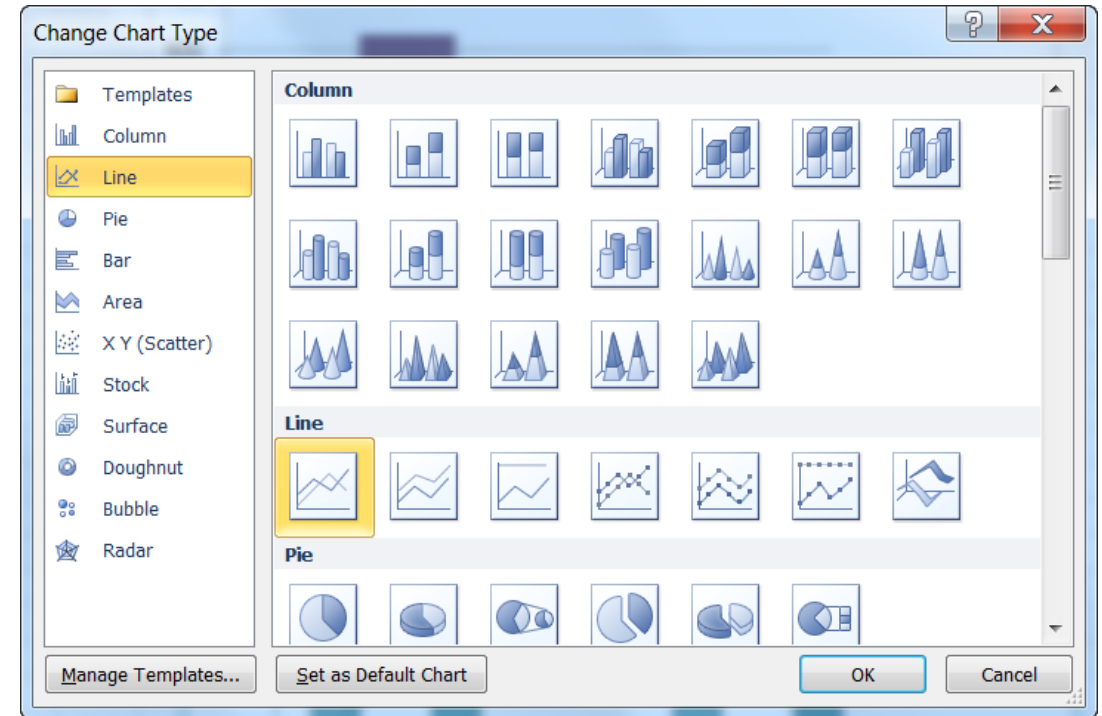 Change Chart Type
Templates
Column
Line
Pie
Bar
Area
X Y (Scatter)
Stock
Surface
Doughnut
Bubble
Radar
Column
Line
Pie
Manage Templates...
Set as Default Chart
OK
Cancel